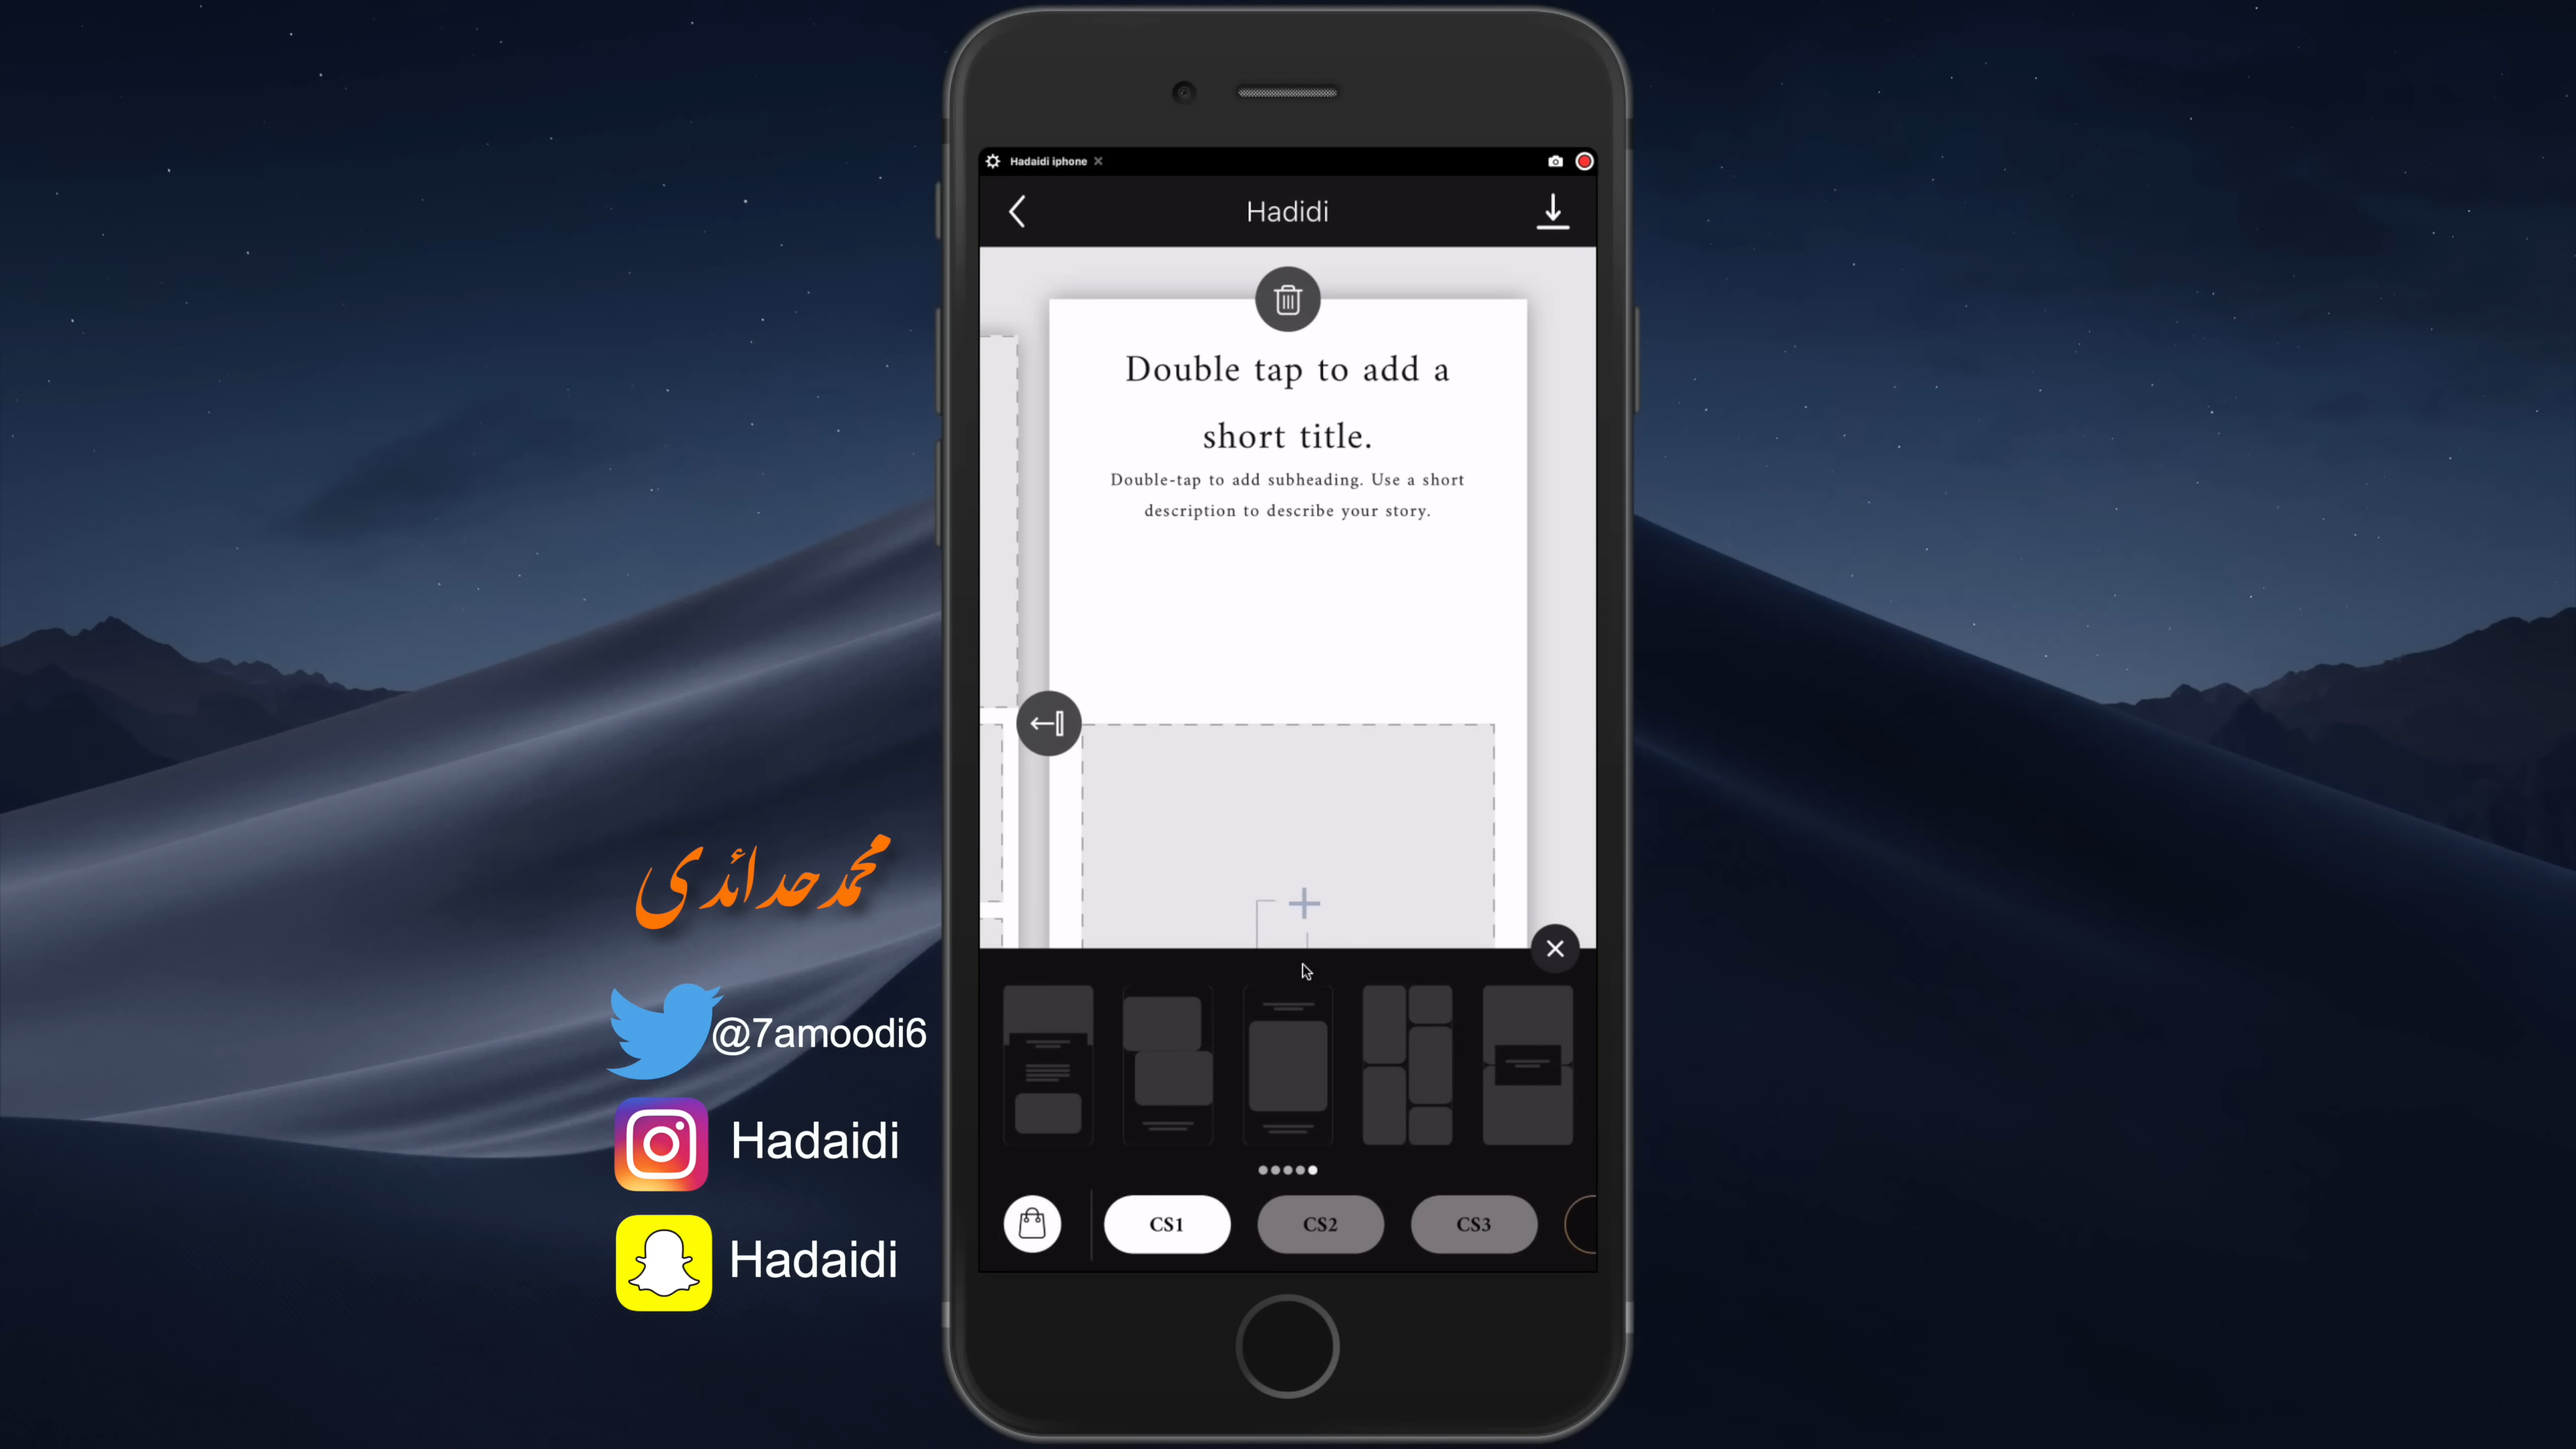 Hadaidi iphone
Hadidi
Double tap to add a
short title.
Double-tap to add subheading. Use a short
description to describe your story.
محمد حدائدي
@7amoodi6
Hadaidi
Hadaidi
CS1
CS2
CS3